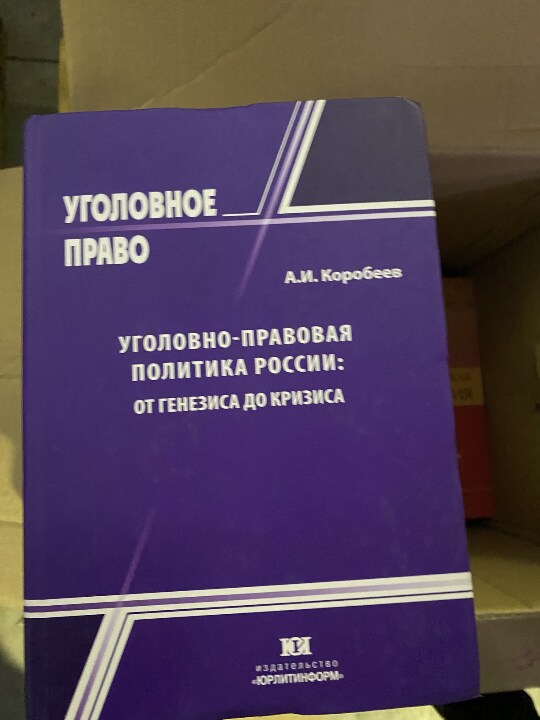 УГОЛОВНОЕ
ПРАВО
А.И. Коробеев
УГОЛОВНО-ПРАВОВАЯ
ПОЛИТИКА РОССИИ:
ОТ ГЕНЕЗИСА ДО КРИЗИСА
ИЗДАТЕЛЬСТВО
«ЮРЛИТИНФОРМ»